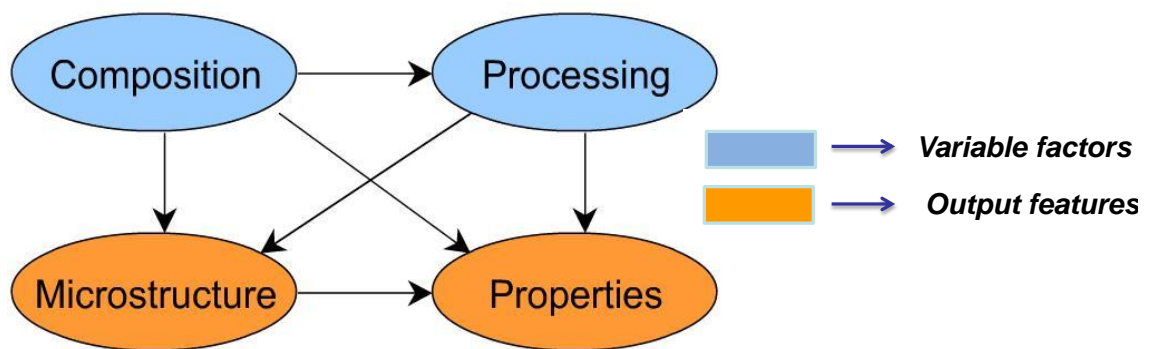 Composition
Processing
Variable factors
Output features
Microstructure
Properties